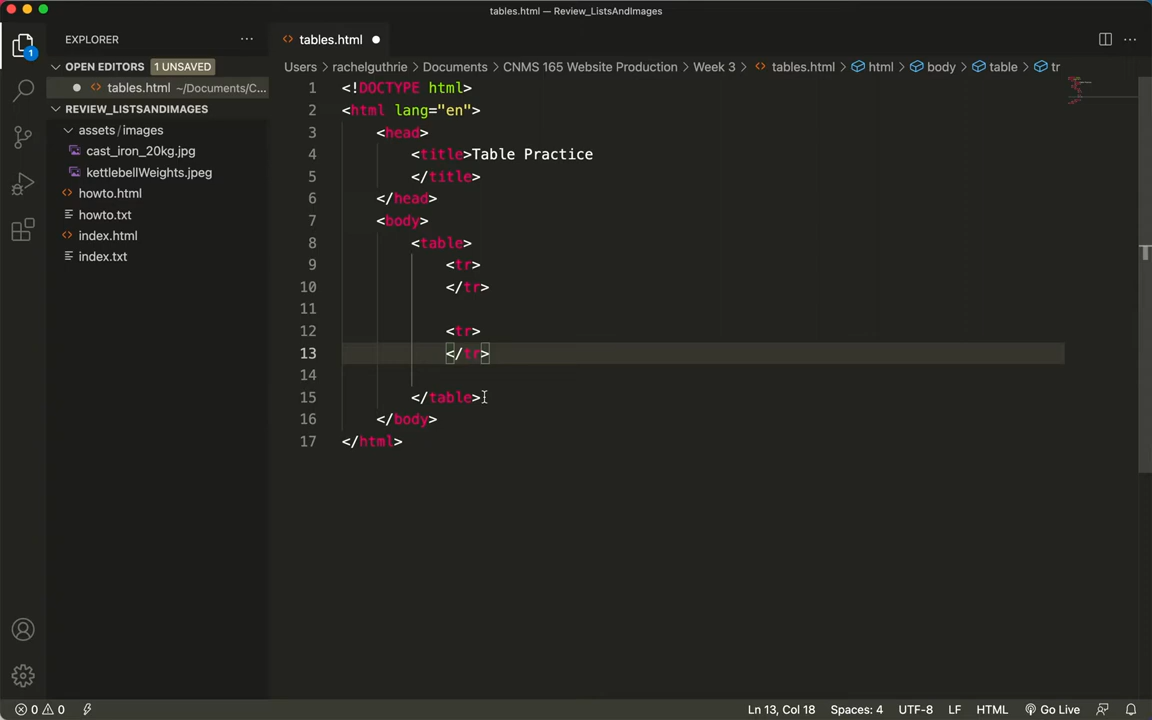 tables.html — Review_ListsAndImages
EXPLORER
tables.html
OPEN EDITORS 1 UNSAVED
tables.html ~/Documents/C...
REVIEW_LISTSANDIMAGES
assets/images
cast_iron_20kg.jpg
kettlebellWeights.jpeg
howto.html
howto.txt
index.html
index.txt
1
Users > rachelguthrie > Documents > CNMS 165 Website Production > Week 3 > tables.html > html > body > table > tr
1 <!DOCTYPE html>
2 <html lang="en">
3 <head>
4 <title>Table Practice
5 </title>
6 </head>
7 <body>
8 <table>
9 <tr>
10 </tr>
11
12 <tr>
13 </tr>
14
15 </table>
16 </body>
17 </html>
0 0
Ln 13, Col 18 Spaces: 4 UTF-8 LF HTML Go Live